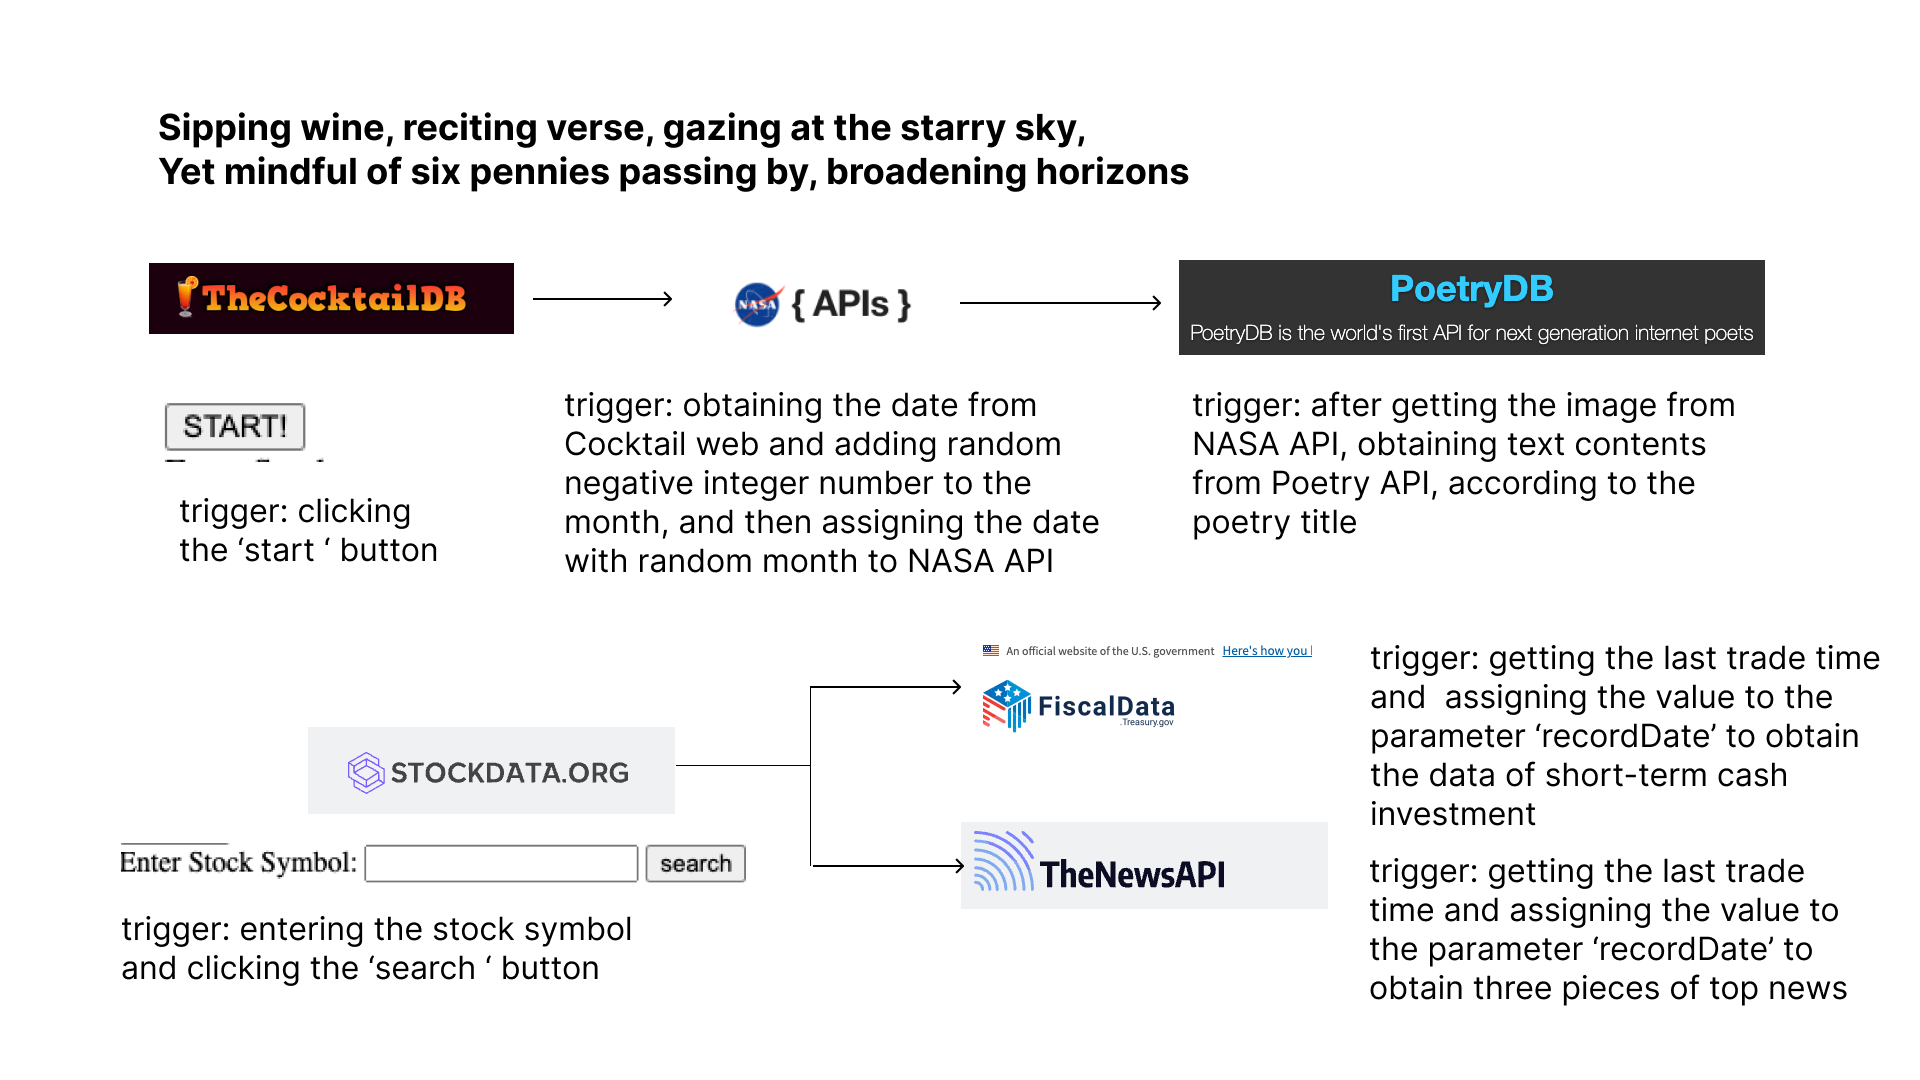 Sipping wine, reciting verse, gazing at the starry sky,
Yet mindful of six pennies passing by, broadening horizons
TheCocktailDB
NASA { APIs }
PoetryDB
PoetryDB is the world's first API for next generation internet poets
START!
trigger: clicking
the ‘start ‘ button
trigger: obtaining the date from
Cocktail web and adding random
negative integer number to the
month, and then assigning the date
with random month to NASA API
trigger: after getting the image from
NASA API, obtaining text contents
from Poetry API, according to the
poetry title
STOCKDATA.ORG
Enter Stock Symbol: search
trigger: entering the stock symbol
and clicking the ‘search ‘ button
An official website of the U.S. government Here's how you
FiscalData
.Treasury.gov
trigger: getting the last trade time
and  assigning the value to the
parameter ‘recordDate’ to obtain
the data of short-term cash
investment
TheNewsAPI
trigger: getting the last trade
time and assigning the value to
the parameter ‘recordDate’ to
obtain three pieces of top news